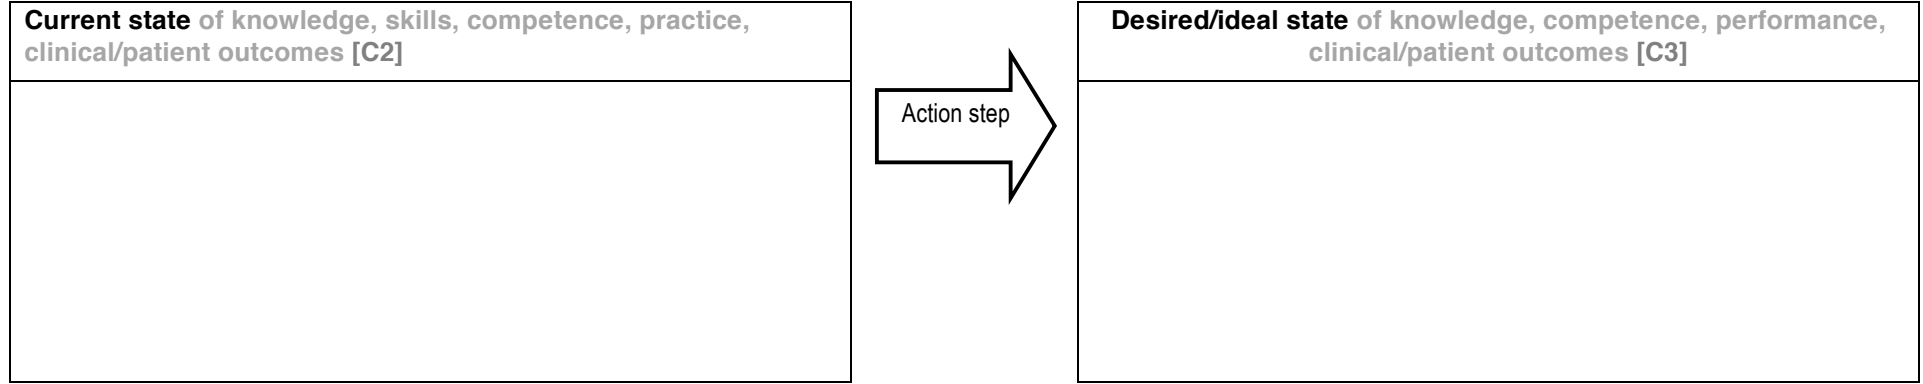 Current state of knowledge, skills, competence, practice,
clinical/patient outcomes [C2]
Action step
Desired/ideal state of knowledge, competence, performance,
clinical/patient outcomes [C3]